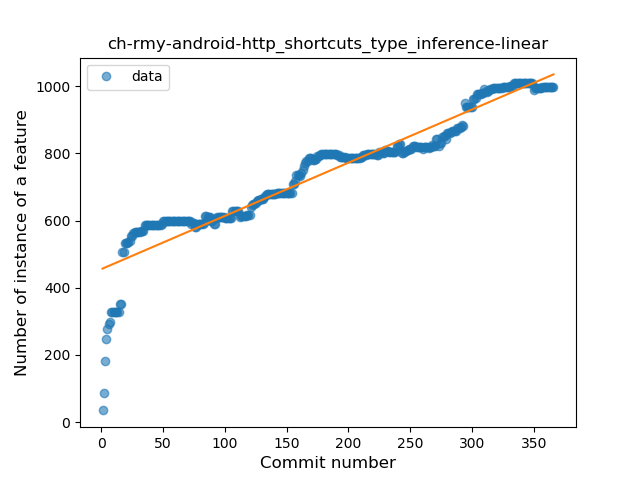 ch-rmy-android-http_shortcuts_type_inference-linear
data
Number of instance of a feature
1000
800
600
400
200
0
0 50 100 150 200 250 300 350
Commit number